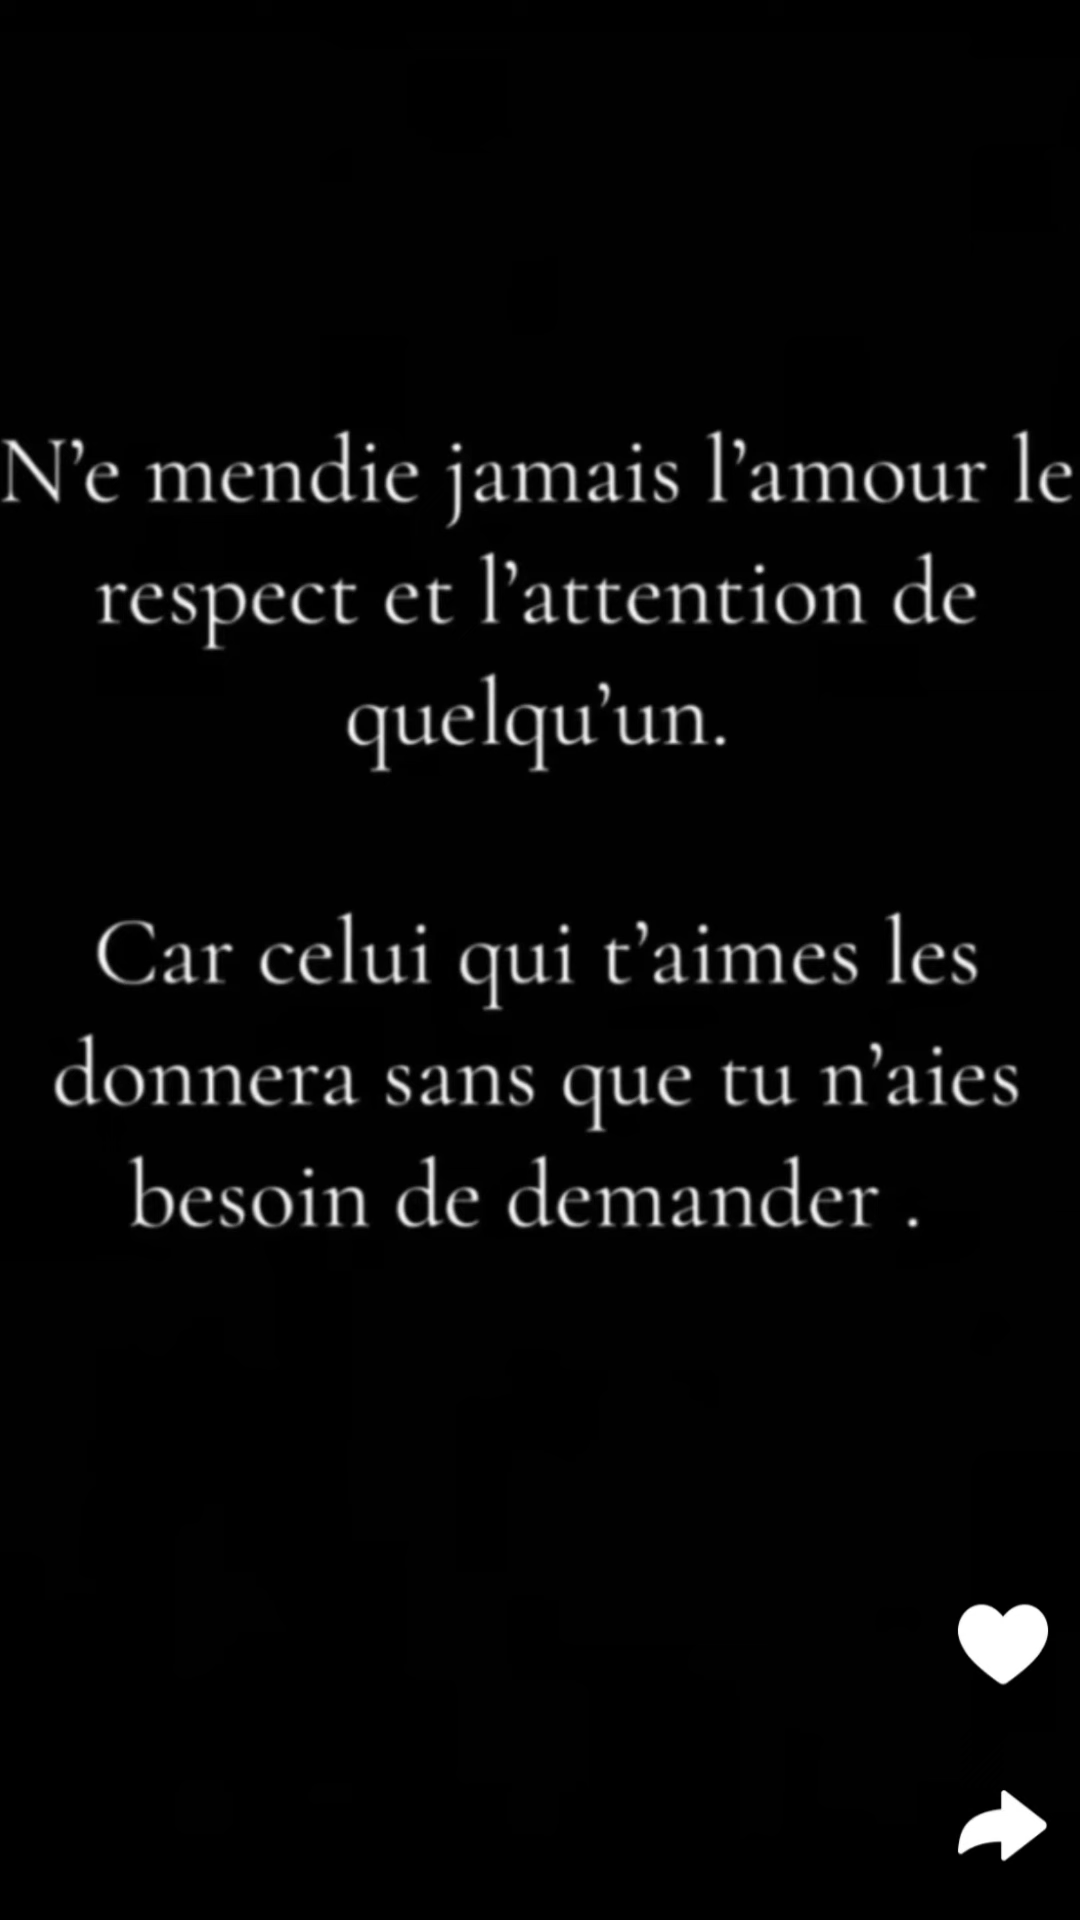 N’e mendie jamais l’amour le
respect et l’attention de
quelqu’un.
Car celui qui t’aimes les
donnera sans que tu n’aies
besoin de demander .